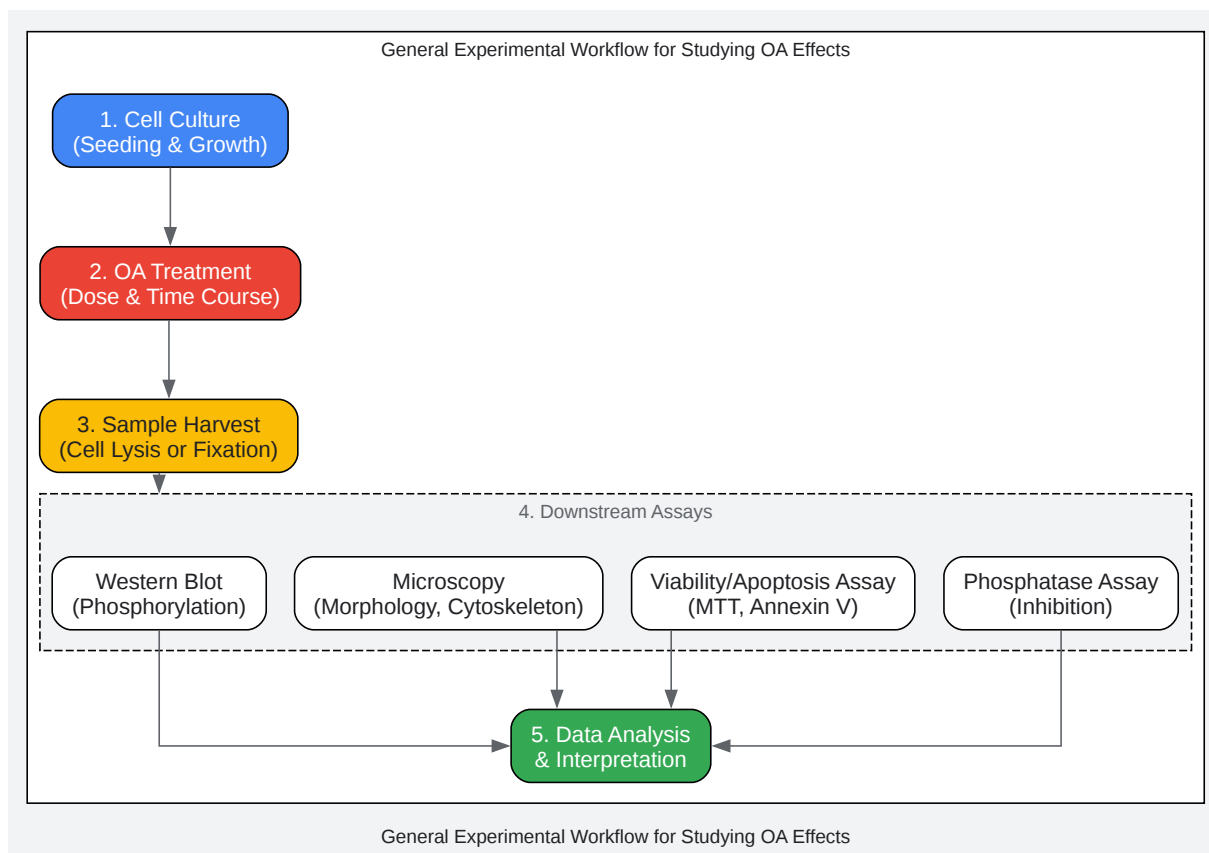 General Experimental Workflow for Studying OA Effects
1. Cell Culture
(Seeding & Growth)
2. OA Treatment
(Dose & Time Course)
3. Sample Harvest
(Cell Lysis or Fixation)
4. Downstream Assays
Western Blot
(Phosphorylation)
Microscopy
(Morphology, Cytoskeleton)
Viability/Apoptosis Assay
(MTT, Annexin V)
Phosphatase Assay
(Inhibition)
5. Data Analysis
& Interpretation
General Experimental Workflow for Studying OA Effects